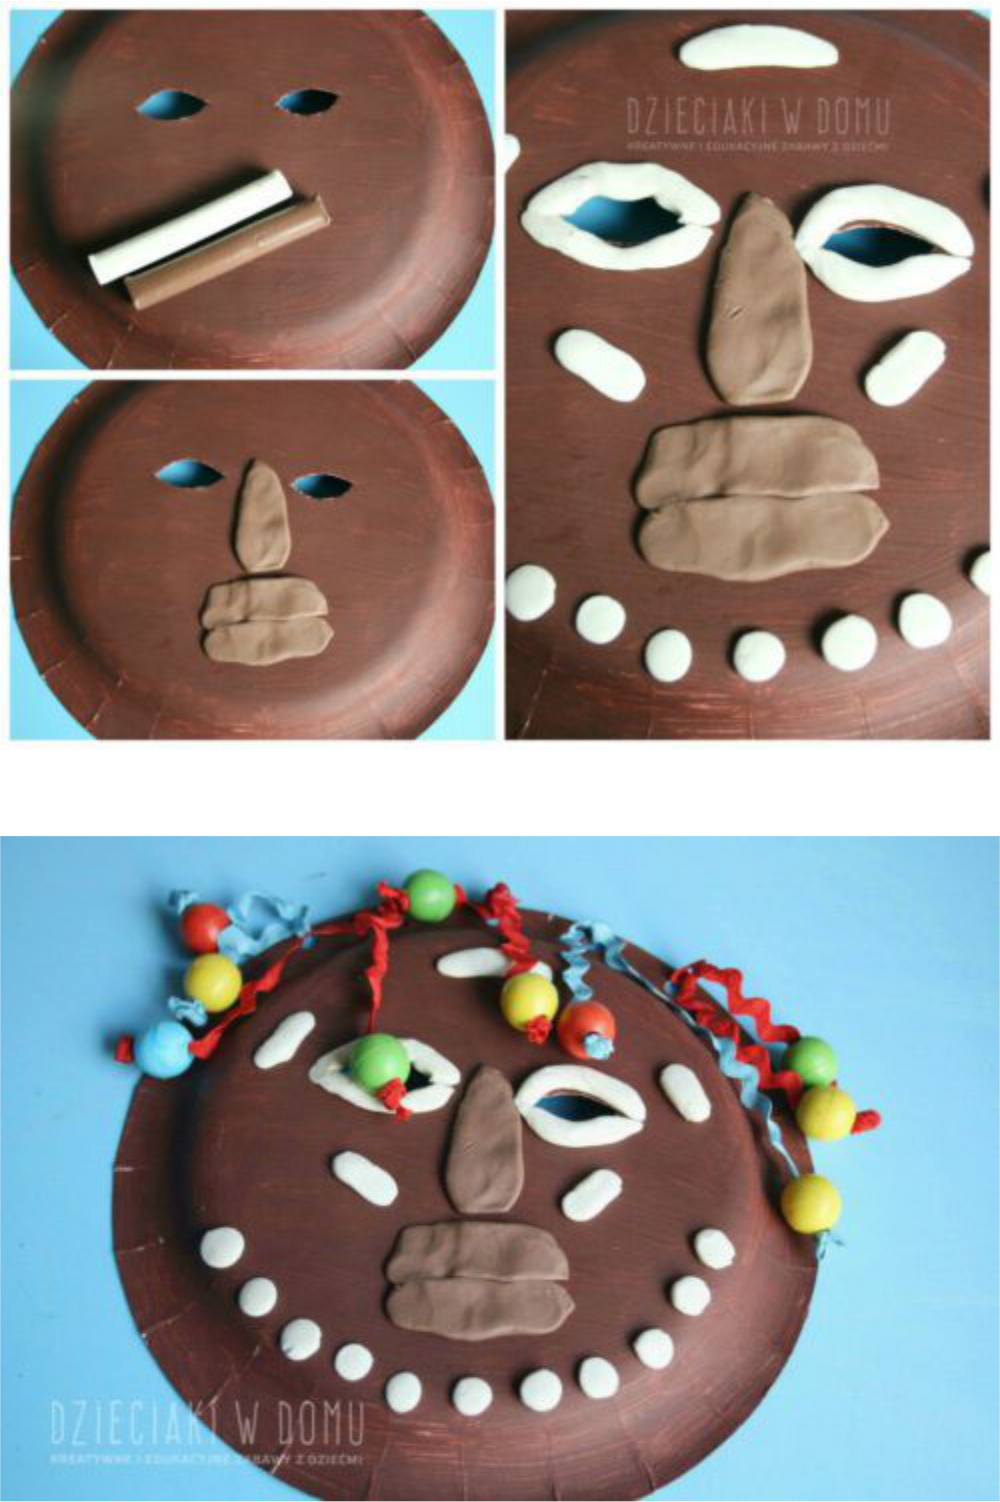 DZIECIAKI W DOMU
KREATYWNE I EDUKACYJNE ZABAWY Z DZIEĆMI
DZIECIAKI W DOMU
KREATYWNE I EDUKACYJNE ZABAWY Z DZIEĆMI